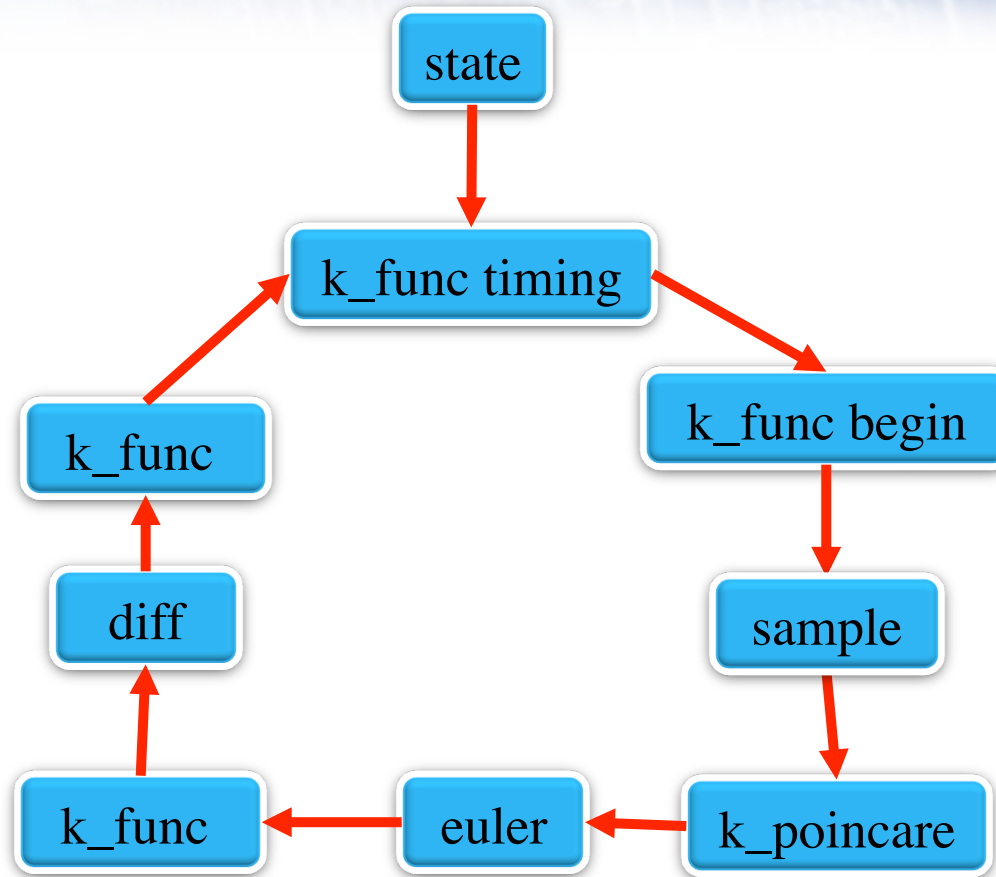 state
k_func timing
k_func begin
k_func
diff
sample
k_func
euler
k_poincare